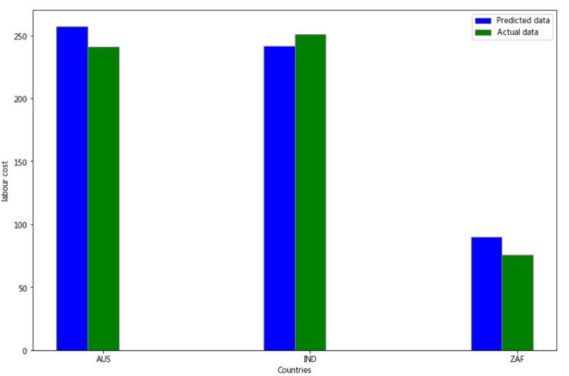 Predicted data
Actual data
250
200
150
100
50
0
labour cost
AUS
IND
ZAF
Countries